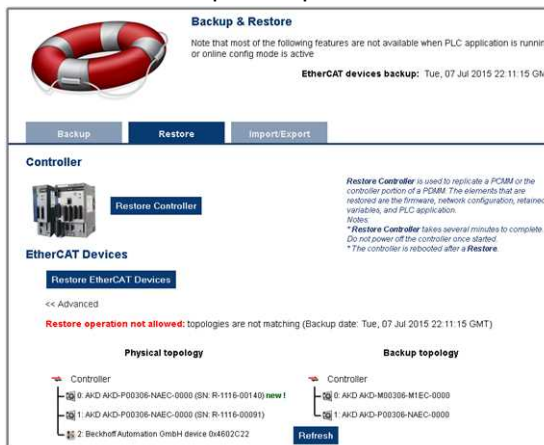 Backup & Restore
Note that most of the following features are not available when PLC application is runnin
or online config mode is active
EtherCAT devices backup: Tue, 07 Jul 2015 22:11:15 GM
Backup
Restore
Import/Export
Controller
Restore Controller
Restore Controller is used to replicate a PCMM or the
controller portion of a PDMM. The elements that are
restored are the firmware, network configuration, retained
variables, and PLC application.
Notes:
* Restore Controller takes several minutes to complete.
Do not power off the controller once started.
* The controller is rebooted after a Restore.
EtherCAT Devices
Restore EtherCAT Devices
<< Advanced
Restore operation not allowed: topologies are not matching (Backup date: Tue, 07 Jul 2015 22:11:15 GMT)
Physical topology
Controller
0: AKD AKD-P00306-NAEC-0000 (SN: R-1116-00140) new !
1: AKD AKD-P00306-NAEC-0000 (SN: R-1116-00091)
2: Beckhoff Automation GmbH device 0x4602C22
Backup topology
Controller
0: AKD AKD-M00306-M1EC-0000
1: AKD AKD-P00306-NAEC-0000
Refresh